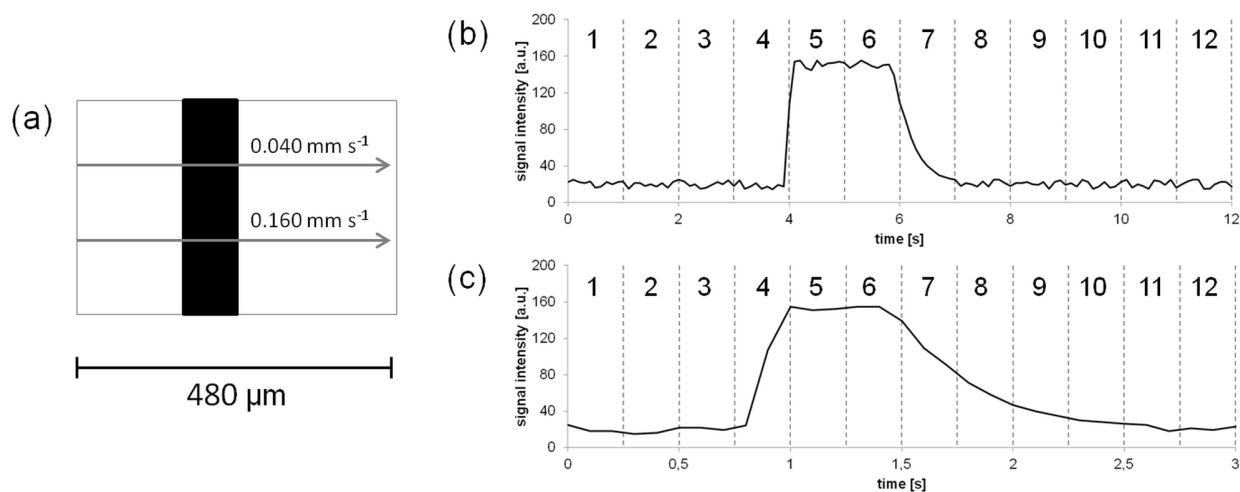 (a)
0.040 mm s⁻¹
0.160 mm s⁻¹
480 µm
(b)
signal intensity [a.u.]
200
160
120
80
40
0
1 2 3 4 5 6 7 8 9 10 11 12
0 2 4 6 8 10 12
time [s]
(c)
signal intensity [a.u.]
200
160
120
80
40
0
1 2 3 4 5 6 7 8 9 10 11 12
0 0,5 1 1,5 2 2,5 3
time [s]